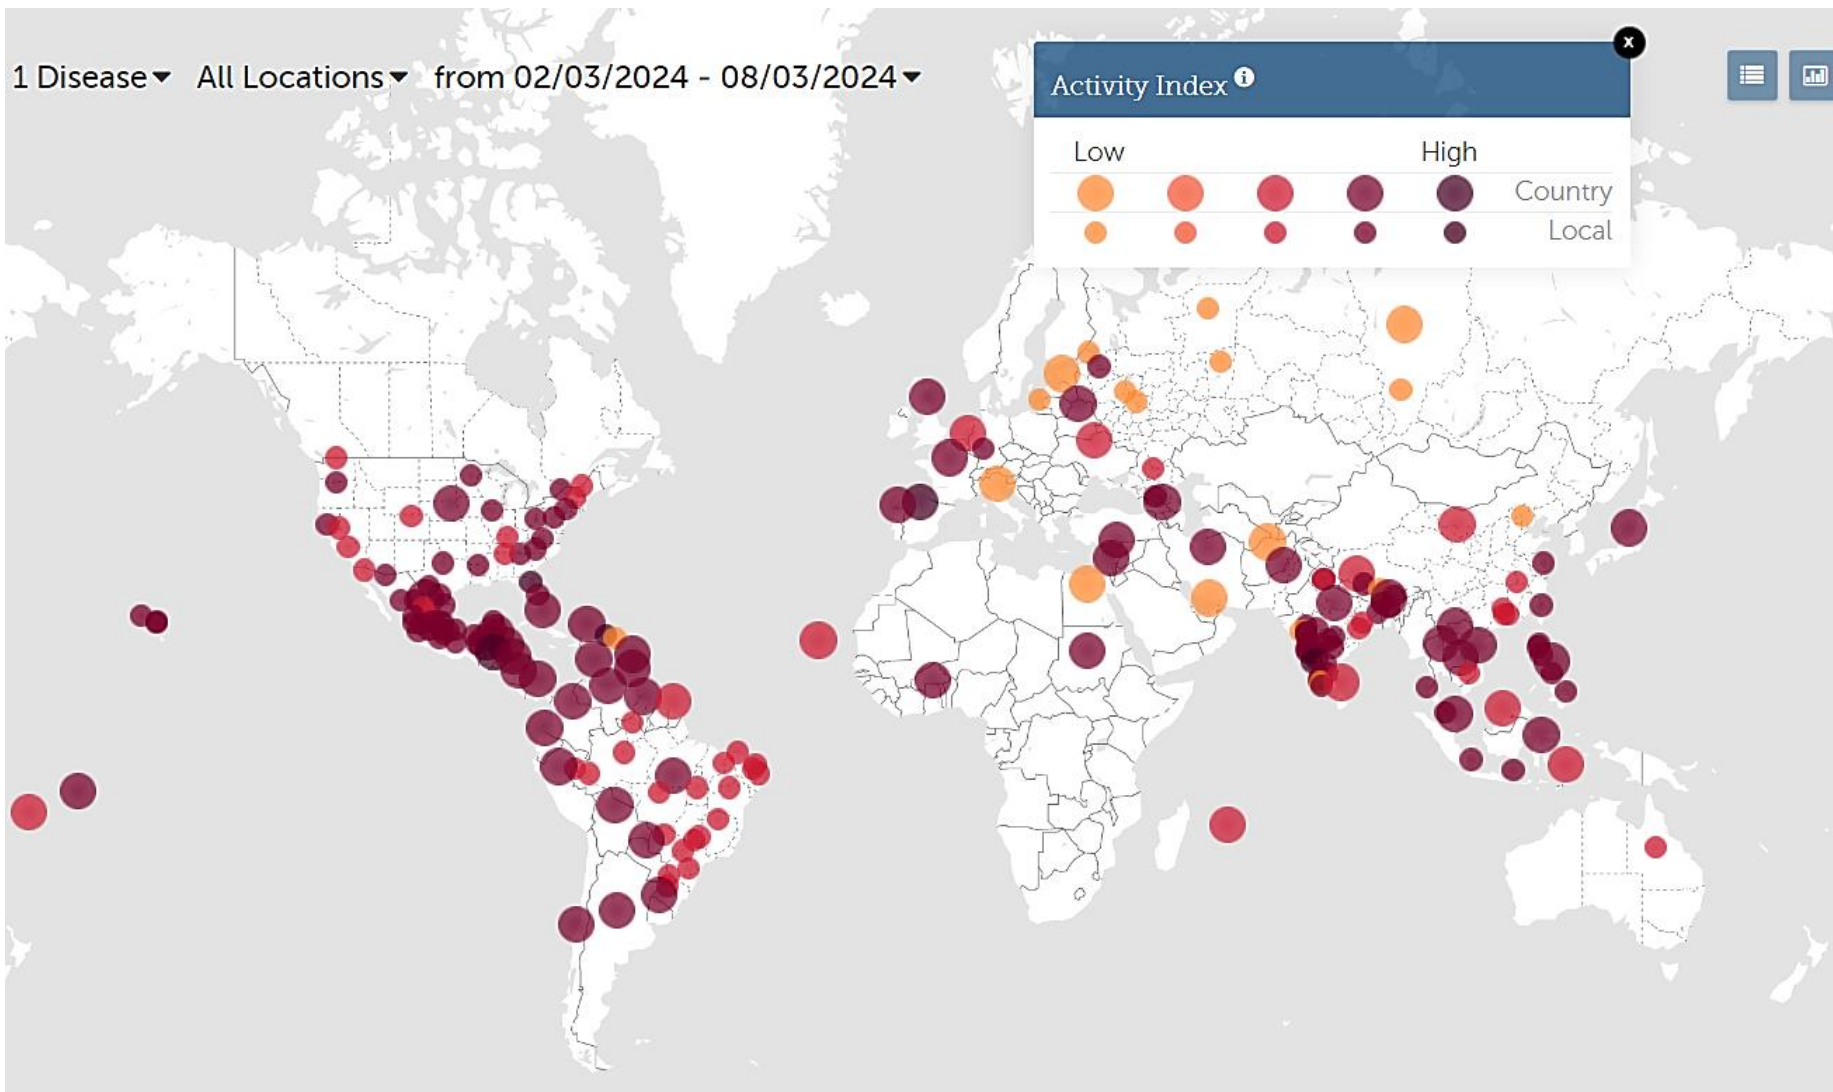 1 Disease All Locations from 02/03/2024 - 08/03/2024
x
Activity Index i
Low High
Country
Local